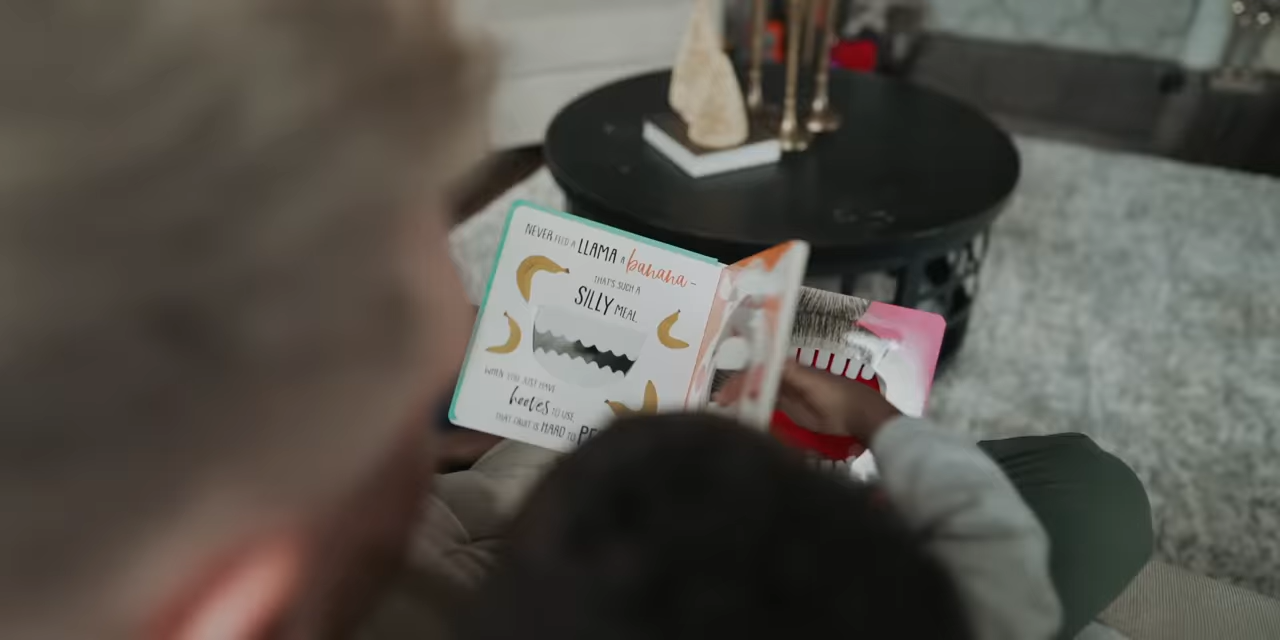 NEVER FEED A LLAMA A banana-
THAT'S SUCH A
SILLY MEAL.
WHEN YOU JUST HAVE
hooves TO USE
THAT FRUIT IS HARD TO